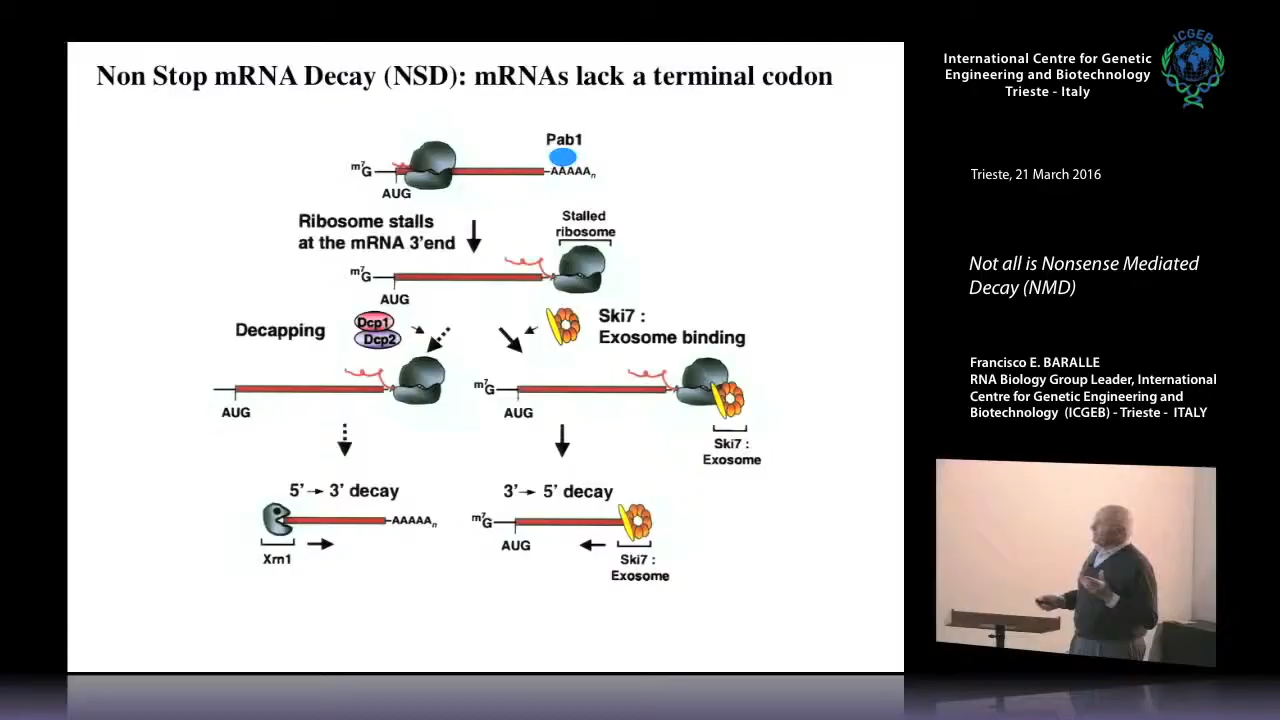 Non Stop mRNA Decay (NSD): mRNAs lack a terminal codon
Pab1
m7G
AAAAAn
AUG
Ribosome stalls
at the mRNA 3'end
Stalled
ribosome
m7G
AUG
Decapping
Dcp1
Dcp2
Ski7 :
Exosome binding
AUG
m7G
AUG
Ski7 :
Exosome
5' → 3' decay
3' → 5' decay
-AAAAAn
Xrn1
m7G
AUG
Ski7 :
Exosome
International Centre for Genetic
Engineering and Biotechnology
Trieste - Italy
ICGEB
Trieste, 21 March 2016
Not all is Nonsense Mediated
Decay (NMD)
Francisco E. BARALLE
RNA Biology Group Leader, International
Centre for Genetic Engineering and
Biotechnology (ICGEB) - Trieste - ITALY